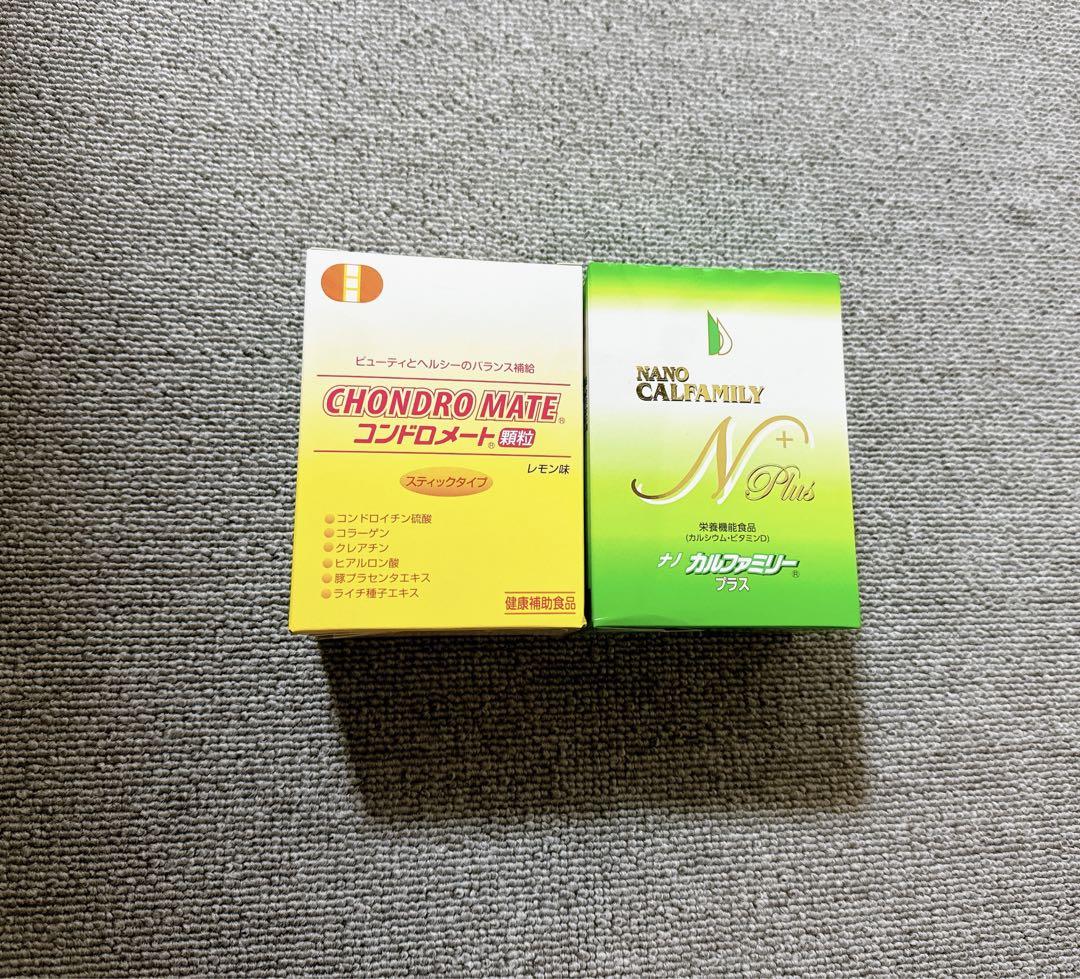 ビューティとヘルシーのバランス補給
CHONDRO MATE®
コンドロメート® 顆粒
レモン味
スティックタイプ
コンドロイチン硫酸
コラーゲン
クレアチン
ヒアルロン酸
豚プラセンタエキス
ライチ種子エキス
健康補助食品
NANO
CALFAMILY
N+
Plus
栄養機能食品
(カルシウム・ビタミンD)
ナノ カルファミリー®
プラス